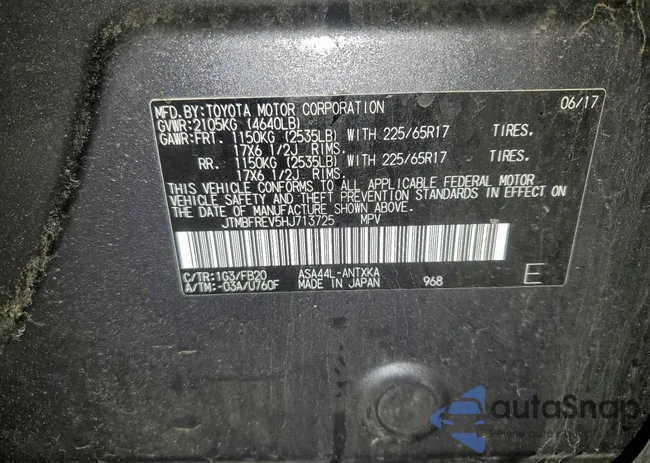 MFD. BY: TOYOTA MOTOR CORPORATION 06/17
GVWR: 2105KG (4640LB)
GAWR: FRT. 1150KG (2535LB) WITH 225/65R17 TIRES.
17X6 1/2J RIMS.
RR. 1150KG (2535LB) WITH 225/65R17 TIRES.
17X6 1/2J RIMS.
THIS VEHICLE CONFORMS TO ALL APPLICABLE FEDERAL MOTOR
VEHICLE SAFETY AND THEFT PREVENTION STANDARDS IN EFFECT ON
THE DATE OF MANUFACTURE SHOWN ABOVE.
JTMBFREV5HJ713725 MPV
C/TR: 1G3/FB20 ASA44L-ANTXKA
A/TM: -03A/U760F MADE IN JAPAN 968 E
autoSnap